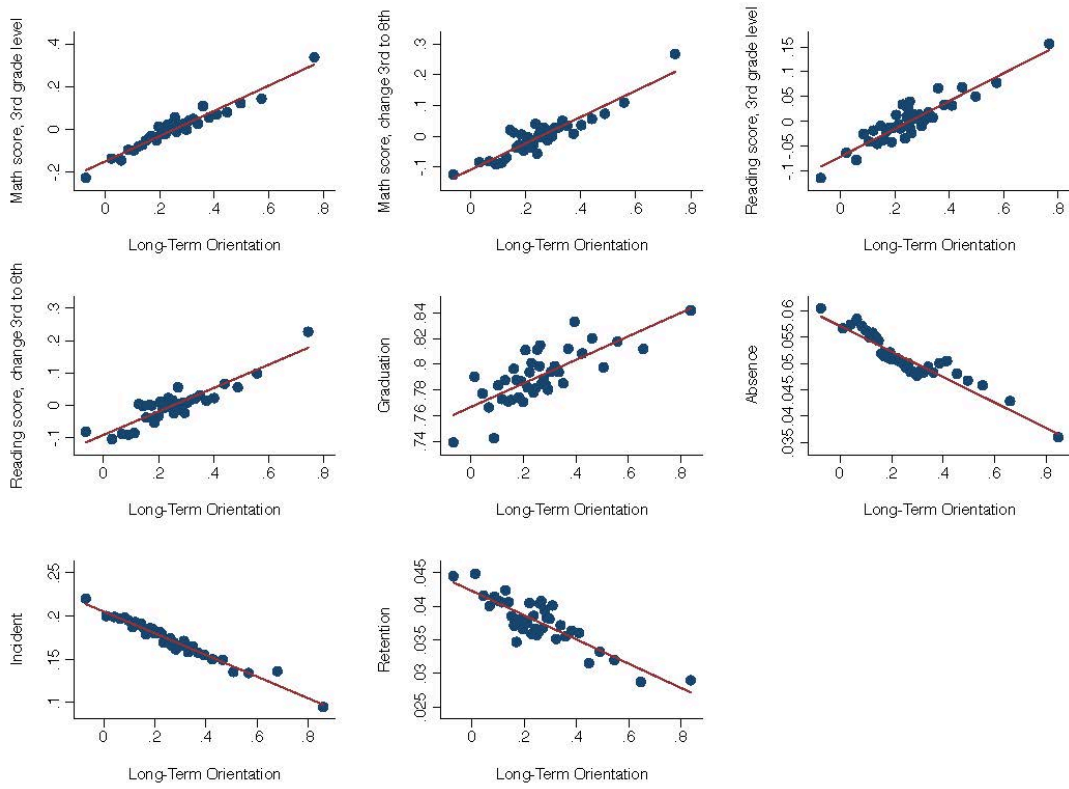 Math score, 3rd grade level
.4
.2
0
-.2
0 .2 .4 .6 .8
Long-Term Orientation
Math score, change 3rd to 8th
.3
.2
.1
0
-.1
0 .2 .4 .6 .8
Long-Term Orientation
Reading score, 3rd grade level
-.1-.05 0 .05 .1 .15
0 .2 .4 .6 .8
Long-Term Orientation
Reading score, change 3rd to 8th
.3
.2
.1
0
-.1
0 .2 .4 .6 .8
Long-Term Orientation
Graduation
.74 .76 .78 .8 .82 .84
0 .2 .4 .6 .8
Long-Term Orientation
Absence
.035.04.045.05.055.06
0 .2 .4 .6 .8
Long-Term Orientation
Incident
.25
.2
.15
.1
0 .2 .4 .6 .8
Long-Term Orientation
Retention
.045
.04
.035
.03
.025
0 .2 .4 .6 .8
Long-Term Orientation